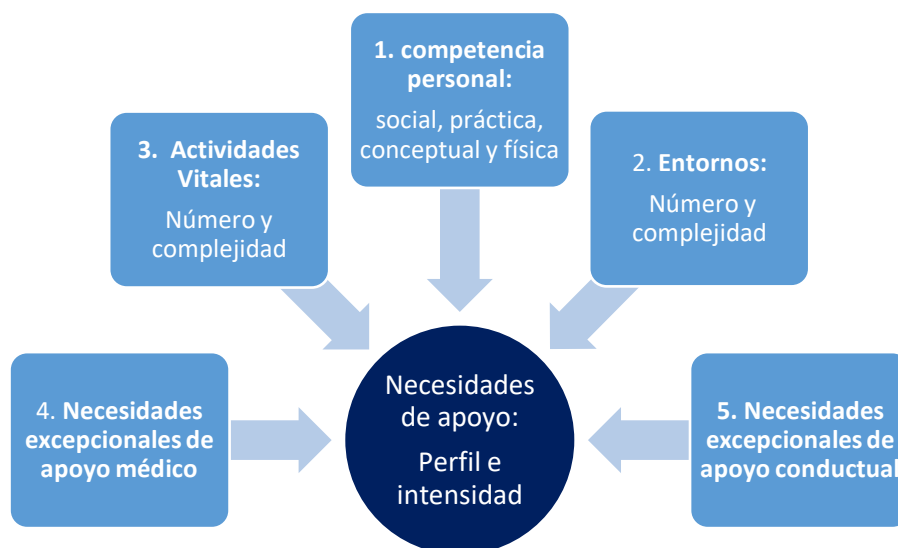 1. competencia
personal:
social, práctica,
conceptual y física
2. Entornos:
Número y
complejidad
3. Actividades
Vitales:
Número y
complejidad
4. Necesidades
excepcionales de
apoyo médico
5. Necesidades
excepcionales de
apoyo conductual
Necesidades
de apoyo:
Perfil e
intensidad